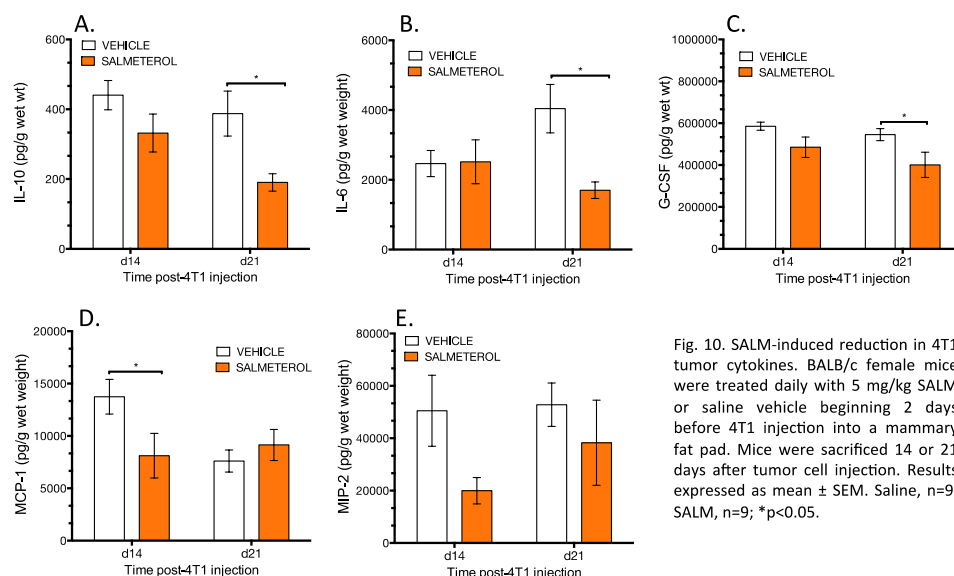 A.
VEHICLE
SALMETEROL
*
600
400
200
0
IL-10 (pg/g wet wt)
d14
d21
Time post-4T1 injection
B.
VEHICLE
SALMETEROL
*
6000
4000
2000
0
IL-6 (pg/g wet weight)
d14
d21
Time post-4T1 injection
C.
VEHICLE
SALMETEROL
*
1000000
800000
600000
400000
200000
0
G-CSF (pg/g wet weight)
d14
d21
Time post-4T1 injection
D.
VEHICLE
SALMETEROL
*
20000
15000
10000
5000
0
MCP-1 (pg/g wet weight)
d14
d21
Time post-4T1 injection
E.
VEHICLE
SALMETEROL
80000
60000
40000
20000
0
MIP-2 (pg/g wet weight)
d14
d21
Time post-4T1 injection
Fig. 10. SALM-induced reduction in 4T1
tumor cytokines. BALB/c female mice
were treated daily with 5 mg/kg SALM
or saline vehicle beginning 2 days
before 4T1 injection into a mammary
fat pad. Mice were sacrificed 14 or 21
days after tumor cell injection. Results
expressed as mean ± SEM. Saline, n=9
SALM, n=9; *p<0.05.